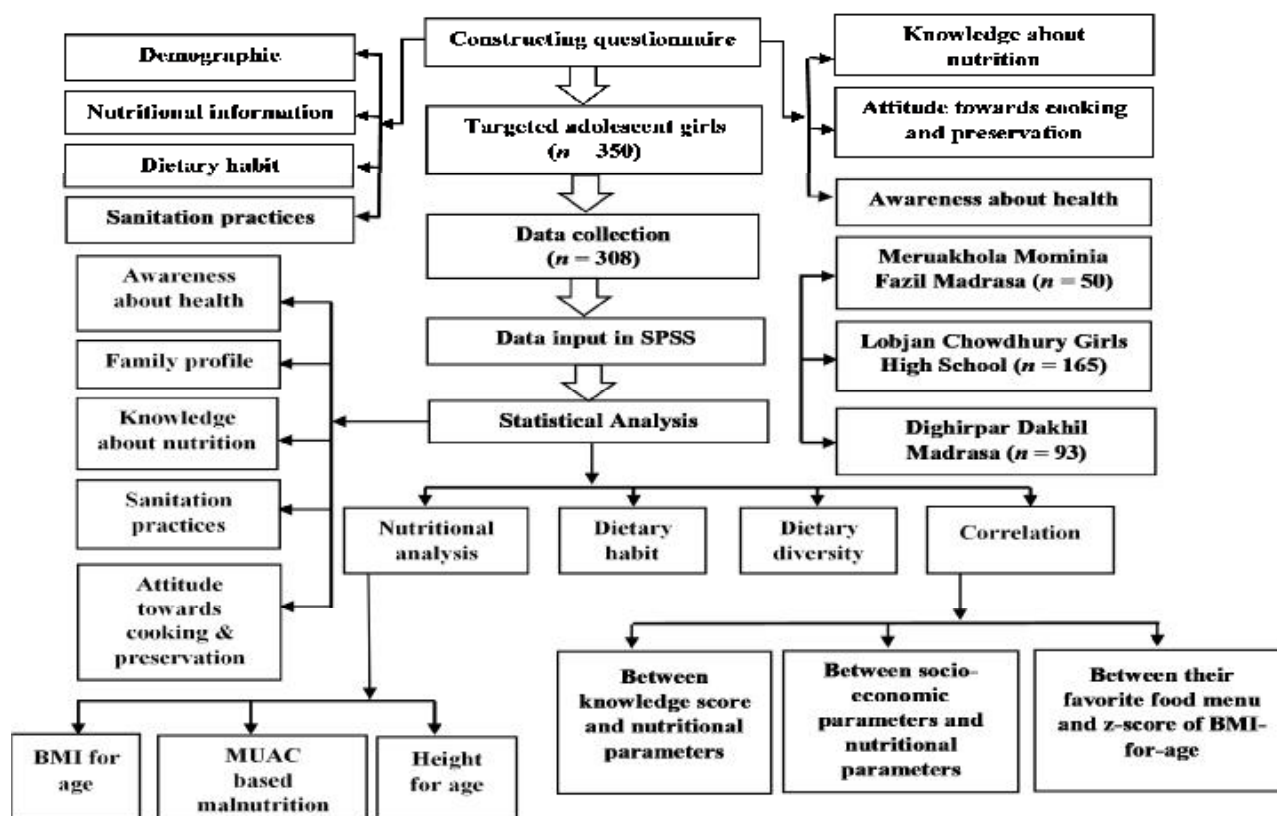 Constructing questionnaire
Demographic
Nutritional information
Dietary habit
Sanitation practices
Knowledge about
nutrition
Attitude towards cooking
and preservation
Awareness about health
Targeted adolescent girls
(n = 350)
Data collection
(n = 308)
Meruakhola Mominia
Fazil Madrasa (n = 50)
Lobjan Chowdhury Girls
High School (n = 165)
Dighirpar Dakhil
Madrasa (n = 93)
Data input in SPSS
Statistical Analysis
Awareness
about health
Family profile
Knowledge
about nutrition
Sanitation
practices
Attitude
towards
cooking &
preservation
Nutritional
analysis
Dietary
habit
Dietary
diversity
Correlation
BMI for
age
MUAC
based
malnutrition
Height
for age
Between
knowledge score
and nutritional
parameters
Between socio-
economic
parameters and
nutritional
parameters
Between their
favorite food menu
and z-score of BMI-
for-age